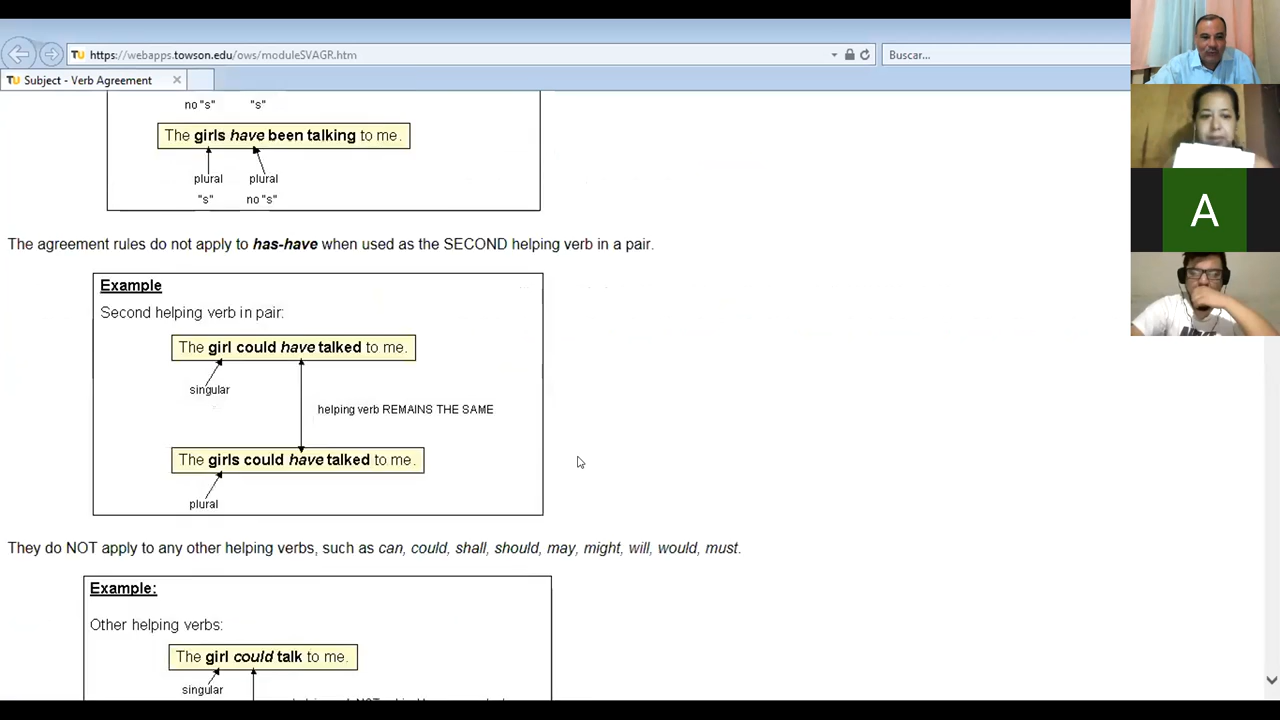 https://webapps.towson.edu/ows/moduleSVAGR.htm
Buscar...
Subject - Verb Agreement
no "s" "s"
The girls have been talking to me.
plural plural
"s" no "s"
The agreement rules do not apply to has-have when used as the SECOND helping verb in a pair.
Example
Second helping verb in pair:
The girl could have talked to me.
singular
helping verb REMAINS THE SAME
The girls could have talked to me.
plural
They do NOT apply to any other helping verbs, such as can, could, shall, should, may, might, will, would, must.
Example:
Other helping verbs:
The girl could talk to me.
singular
A